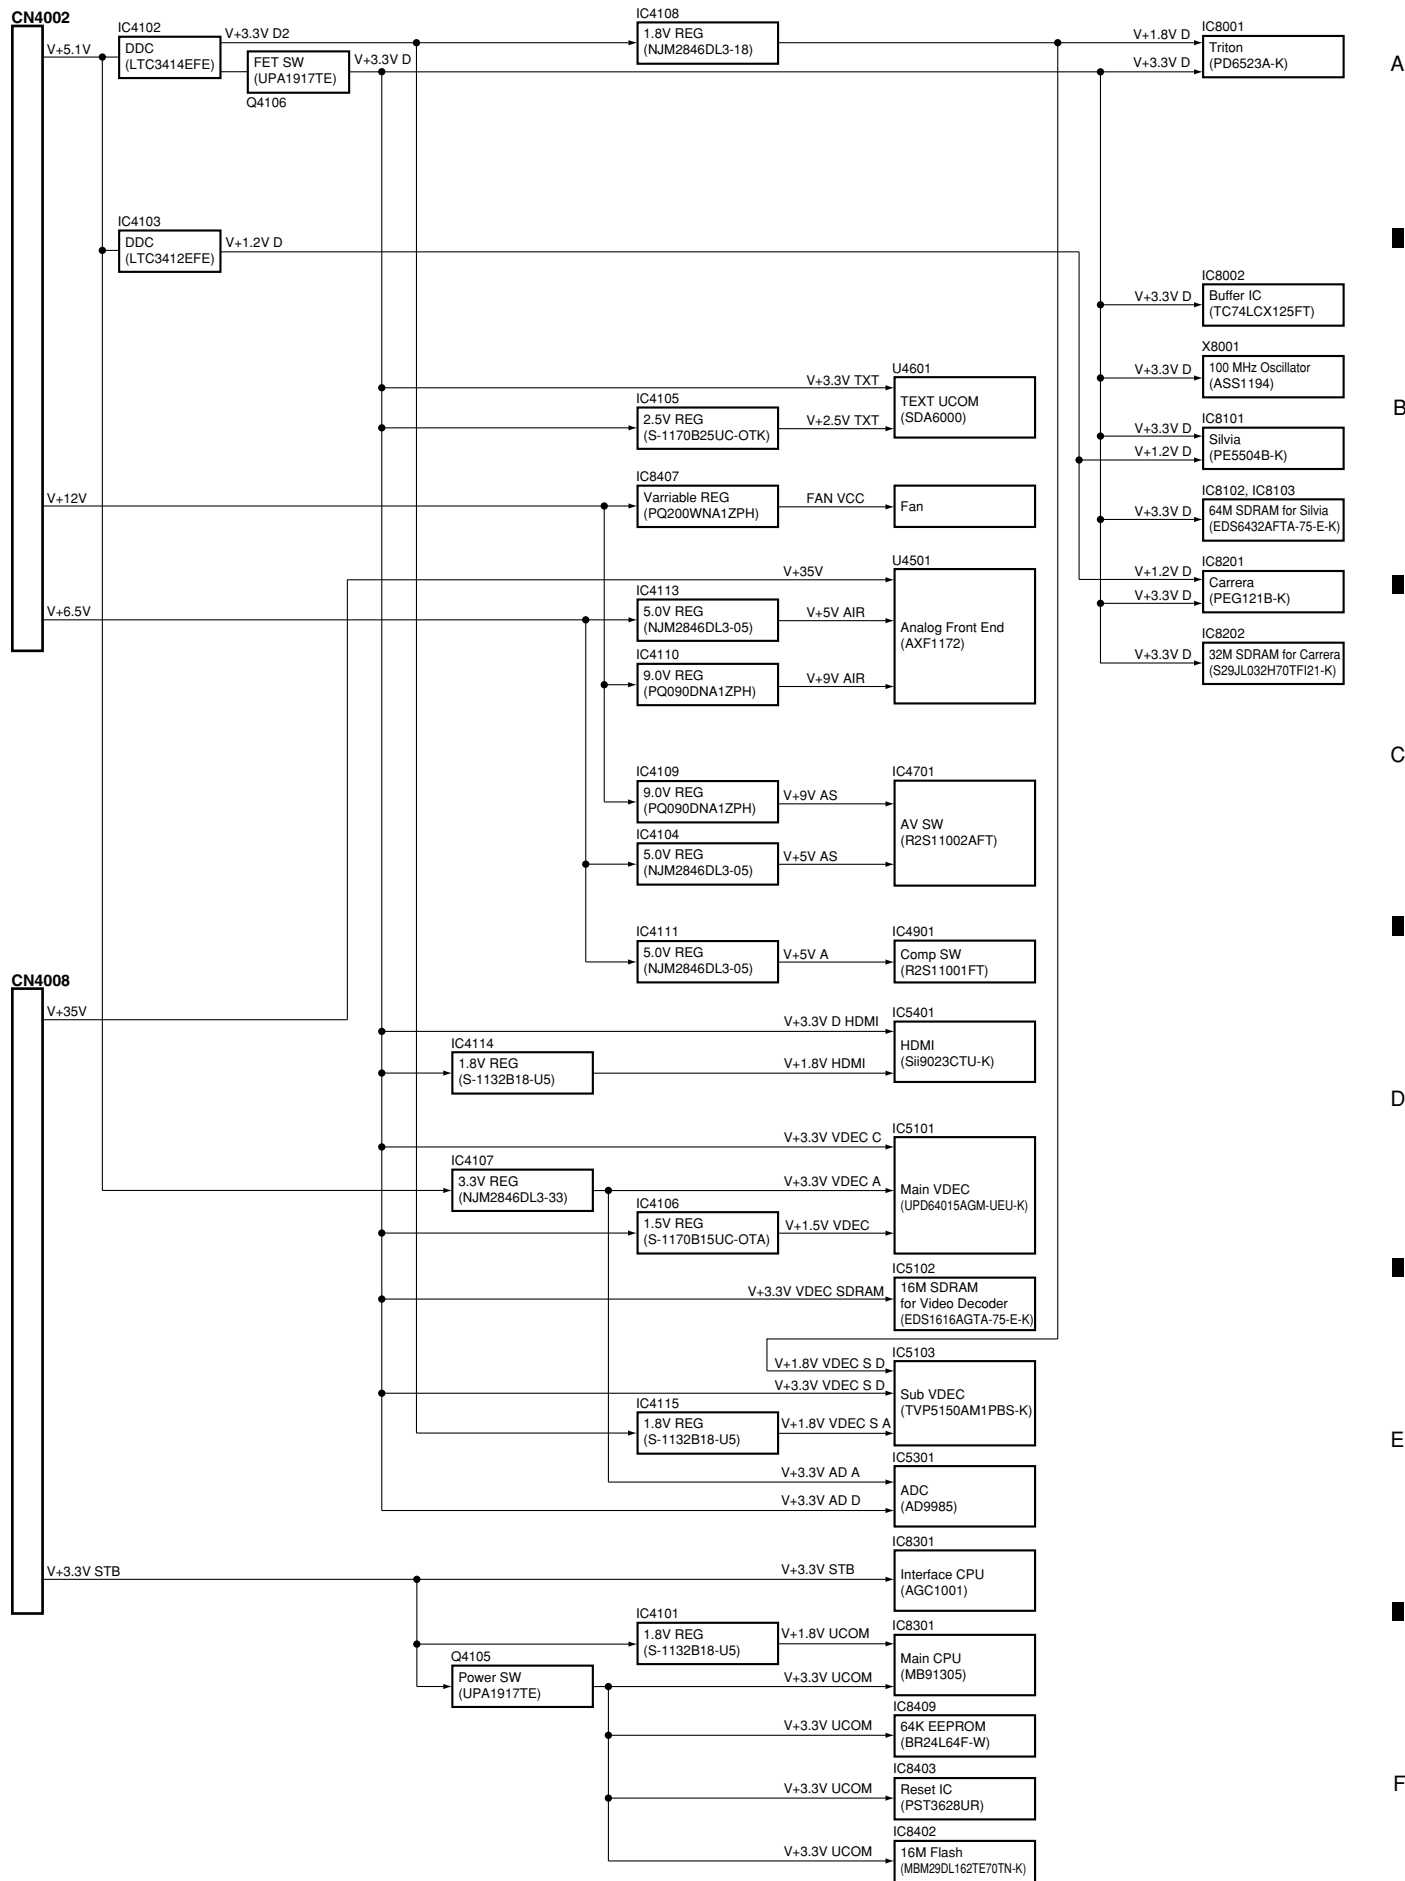 CN4002
V+5.1V
IC4102
DDC
(LTC3414EFE)
V+3.3V D2
FET SW
(UPA1917TE)
Q4106
V+3.3V D
IC4108
1.8V REG
(NJM2846DL3-18)
V+1.8V D
V+3.3V D
IC8001
Triton
(PD6523A-K)
A
IC4103
DDC
(LTC3412EFE)
V+1.2V D
V+3.3V D
IC8002
Buffer IC
(TC74LCX125FT)
V+3.3V D
X8001
100 MHz Oscillator
(ASS1194)
B
V+3.3V TXT
IC4105
2.5V REG
(S-1170B25UC-OTK)
V+2.5V TXT
U4601
TEXT UCOM
(SDA6000)
V+3.3V D
V+1.2V D
IC8101
Silvia
(PE5504B-K)
V+12V
IC8407
Varriable REG
(PQ200WNA1ZPH)
FAN VCC
Fan
V+3.3V D
IC8102, IC8103
64M SDRAM for Silvia
(EDS6432AFTA-75-E-K)
V+35V
V+6.5V
IC4113
5.0V REG
(NJM2846DL3-05)
V+5V AIR
IC4110
9.0V REG
(PQ090DNA1ZPH)
V+9V AIR
U4501
Analog Front End
(AXF1172)
V+1.2V D
V+3.3V D
IC8201
Carrera
(PEG121B-K)
V+3.3V D
IC8202
32M SDRAM for Carrera
(S29JL032H70TFI21-K)
C
IC4109
9.0V REG
(PQ090DNA1ZPH)
V+9V AS
IC4104
5.0V REG
(NJM2846DL3-05)
V+5V AS
IC4701
AV SW
(R2S11002AFT)
IC4111
5.0V REG
(NJM2846DL3-05)
V+5V A
IC4901
Comp SW
(R2S11001FT)
CN4008
V+35V
V+3.3V D HDMI
IC4114
1.8V REG
(S-1132B18-U5)
V+1.8V HDMI
IC5401
HDMI
(Sii9023CTU-K)
D
V+3.3V VDEC C
IC4107
3.3V REG
(NJM2846DL3-33)
V+3.3V VDEC A
IC4106
1.5V REG
(S-1170B15UC-OTA)
V+1.5V VDEC
IC5101
Main VDEC
(UPD64015AGM-UEU-K)
V+3.3V VDEC SDRAM
IC5102
16M SDRAM
for Video Decoder
(EDS1616AGTA-75-E-K)
V+1.8V VDEC S D
V+3.3V VDEC S D
IC4115
1.8V REG
(S-1132B18-U5)
V+1.8V VDEC S A
IC5103
Sub VDEC
(TVP5150AM1PBS-K)
E
V+3.3V AD A
V+3.3V AD D
IC5301
ADC
(AD9985)
V+3.3V STB
V+3.3V STB
IC8301
Interface CPU
(AGC1001)
IC4101
1.8V REG
(S-1132B18-U5)
V+1.8V UCOM
Q4105
Power SW
(UPA1917TE)
V+3.3V UCOM
IC8301
Main CPU
(MB91305)
V+3.3V UCOM
IC8409
64K EEPROM
(BR24L64F-W)
V+3.3V UCOM
IC8403
Reset IC
(PST3628UR)
F
V+3.3V UCOM
IC8402
16M Flash
(MBM29DL162TE70TN-K)